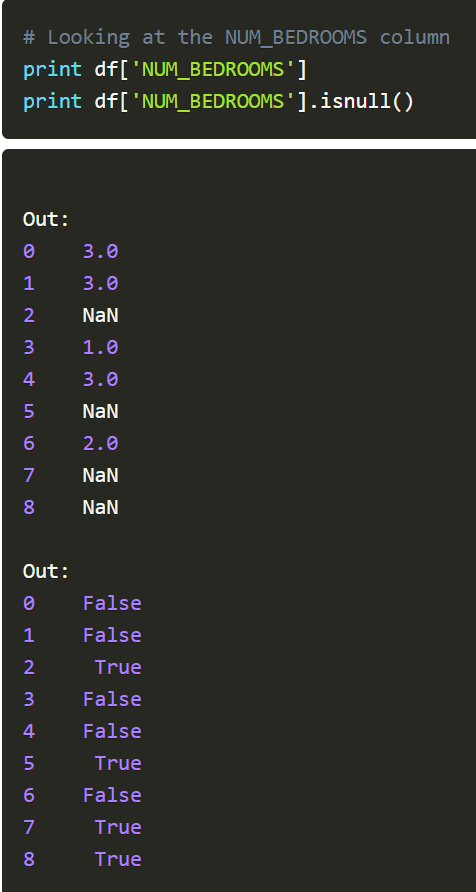 # Looking at the NUM_BEDROOMS column
print df['NUM_BEDROOMS']
print df['NUM_BEDROOMS'].isnull()
Out:
0    3.0
1    3.0
2    NaN
3    1.0
4    3.0
5    NaN
6    2.0
7    NaN
8    NaN
Out:
0    False
1    False
2     True
3    False
4    False
5     True
6    False
7     True
8     True